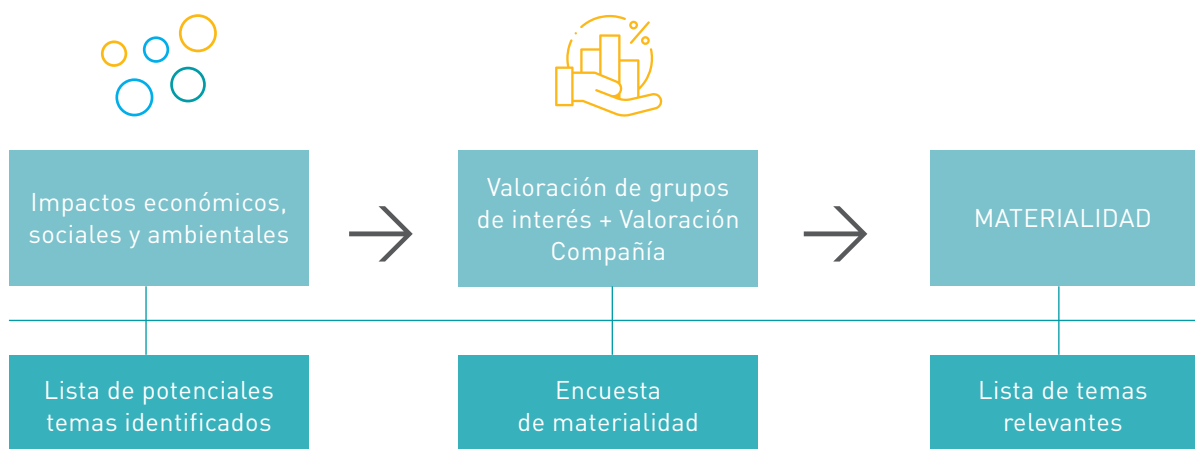 %
Impactos económicos,
sociales y ambientales
Valoración de grupos
de interés + Valoración
Compañía
MATERIALIDAD
Lista de potenciales
temas identificados
Encuesta
de materialidad
Lista de temas
relevantes